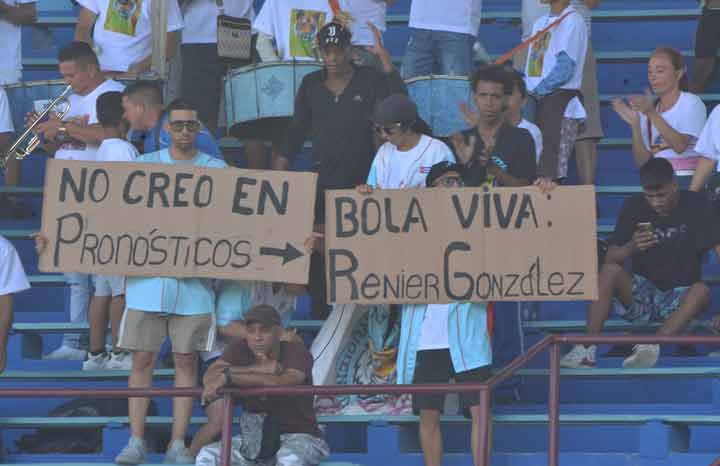 NO CREO EN
PRONÓSTICOS →
BOLA VIVA:
RENIER GONZÁLEZ